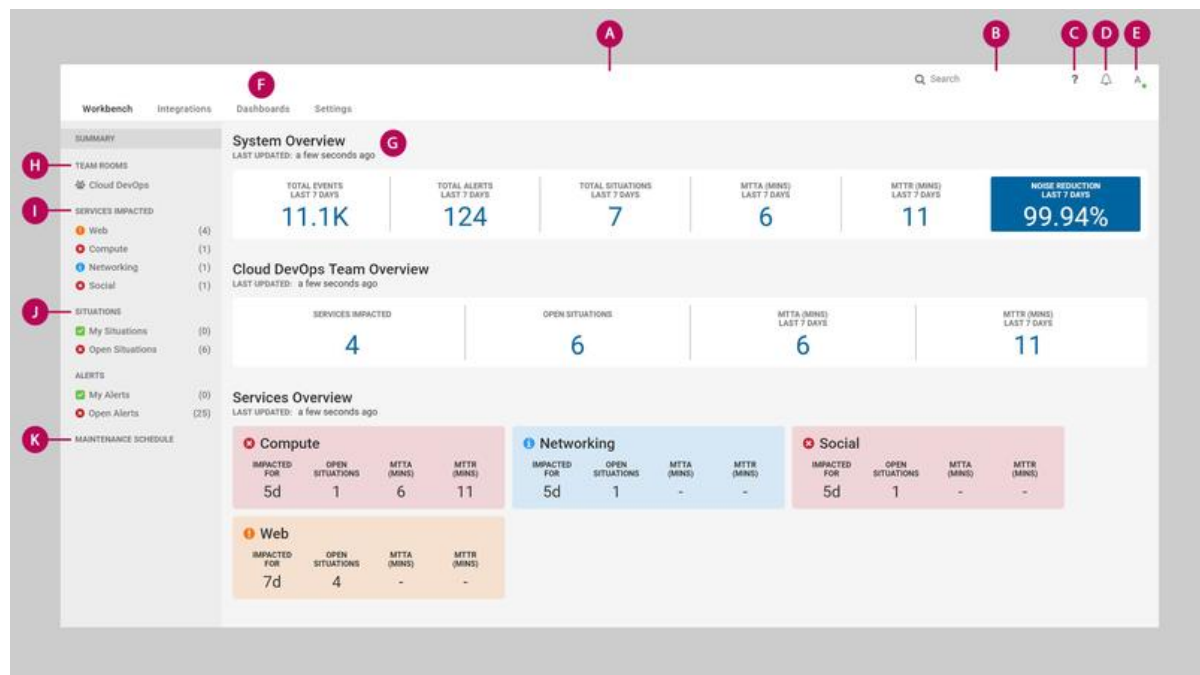 A
B
C
D
E
Search
?
A
F
Workbench Integrations Dashboards Settings
SUMMARY
H
TEAM ROOMS
Cloud DevOps
I
SERVICES IMPACTED
Web (4)
Compute (1)
Networking (1)
Social (1)
J
SITUATIONS
My Situations (0)
Open Situations (6)
ALERTS
My Alerts (0)
Open Alerts (25)
K
MAINTENANCE SCHEDULE
System Overview
G
LAST UPDATED: a few seconds ago
TOTAL EVENTS
LAST 7 DAYS
11.1K
TOTAL ALERTS
LAST 7 DAYS
124
TOTAL SITUATIONS
LAST 7 DAYS
7
MTTA (MINS)
LAST 7 DAYS
6
MTTR (MINS)
LAST 7 DAYS
11
NOISE REDUCTION
LAST 7 DAYS
99.94%
Cloud DevOps Team Overview
LAST UPDATED: a few seconds ago
SERVICES IMPACTED
4
OPEN SITUATIONS
6
MTTA (MINS)
LAST 7 DAYS
6
MTTR (MINS)
LAST 7 DAYS
11
Services Overview
LAST UPDATED: a few seconds ago
Compute
IMPACTED FOR
5d
OPEN SITUATIONS
1
MTTA (MINS)
6
MTTR (MINS)
11
Networking
IMPACTED FOR
5d
OPEN SITUATIONS
1
MTTA (MINS)
-
MTTR (MINS)
-
Social
IMPACTED FOR
5d
OPEN SITUATIONS
1
MTTA (MINS)
-
MTTR (MINS)
-
Web
IMPACTED FOR
7d
OPEN SITUATIONS
4
MTTA (MINS)
-
MTTR (MINS)
-